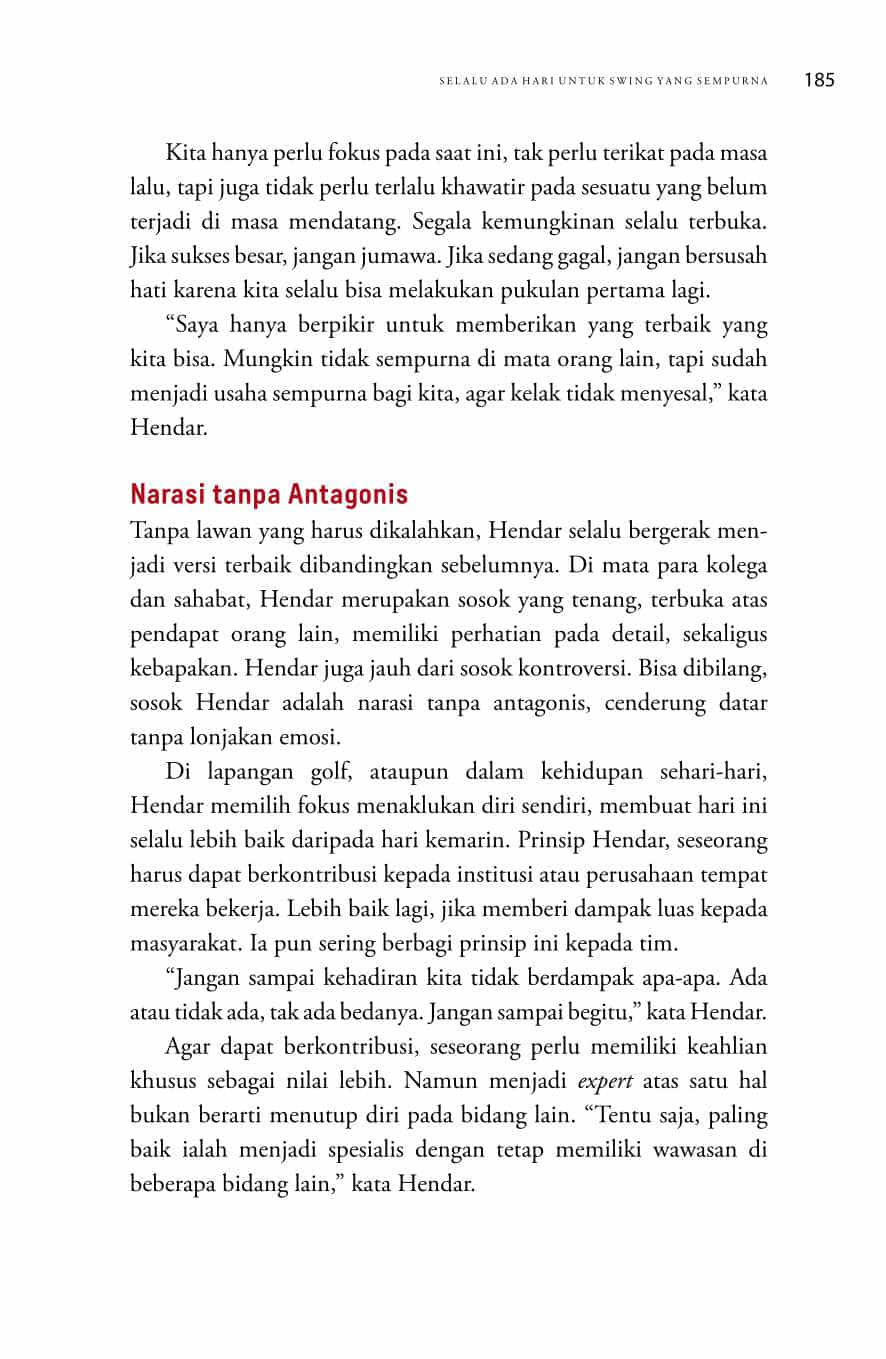 SELALU ADA HARI UNTUK SWING YANG SEMPURNA 185
Kita hanya perlu fokus pada saat ini, tak perlu terikat pada masa
lalu, tapi juga tidak perlu terlalu khawatir pada sesuatu yang belum
terjadi di masa mendatang. Segala kemungkinan selalu terbuka.
Jika sukses besar, jangan jumawa. Jika sedang gagal, jangan bersusah
hati karena kita selalu bisa melakukan pukulan pertama lagi.
“Saya hanya berpikir untuk memberikan yang terbaik yang
kita bisa. Mungkin tidak sempurna di mata orang lain, tapi sudah
menjadi usaha sempurna bagi kita, agar kelak tidak menyesal,” kata
Hendar.
Narasi tanpa Antagonis
Tanpa lawan yang harus dikalahkan, Hendar selalu bergerak men-
jadi versi terbaik dibandingkan sebelumnya. Di mata para kolega
dan sahabat, Hendar merupakan sosok yang tenang, terbuka atas
pendapat orang lain, memiliki perhatian pada detail, sekaligus
kebapakan. Hendar juga jauh dari sosok kontroversi. Bisa dibilang,
sosok Hendar adalah narasi tanpa antagonis, cenderung datar
tanpa lonjakan emosi.
Di lapangan golf, ataupun dalam kehidupan sehari-hari,
Hendar memilih fokus menaklukan diri sendiri, membuat hari ini
selalu lebih baik daripada hari kemarin. Prinsip Hendar, seseorang
harus dapat berkontribusi kepada institusi atau perusahaan tempat
mereka bekerja. Lebih baik lagi, jika memberi dampak luas kepada
masyarakat. Ia pun sering berbagi prinsip ini kepada tim.
“Jangan sampai kehadiran kita tidak berdampak apa-apa. Ada
atau tidak ada, tak ada bedanya. Jangan sampai begitu,” kata Hendar.
Agar dapat berkontribusi, seseorang perlu memiliki keahlian
khusus sebagai nilai lebih. Namun menjadi expert atas satu hal
bukan berarti menutup diri pada bidang lain. “Tentu saja, paling
baik ialah menjadi spesialis dengan tetap memiliki wawasan di
beberapa bidang lain,” kata Hendar.